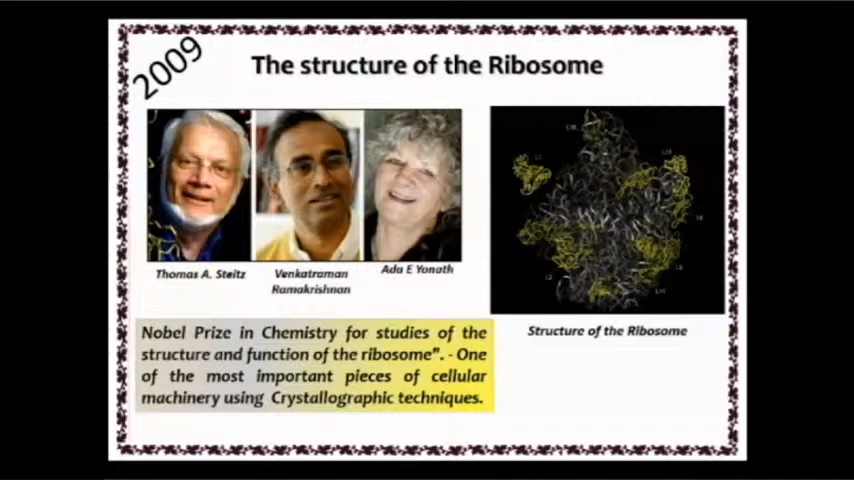 2009
The structure of the Ribosome
Thomas A. Steitz
Venkatraman
Ramakrishnan
Ada E Yonath
Structure of the Ribosome
Nobel Prize in Chemistry for studies of the
structure and function of the ribosome". - One
of the most important pieces of cellular
machinery using Crystallographic techniques.